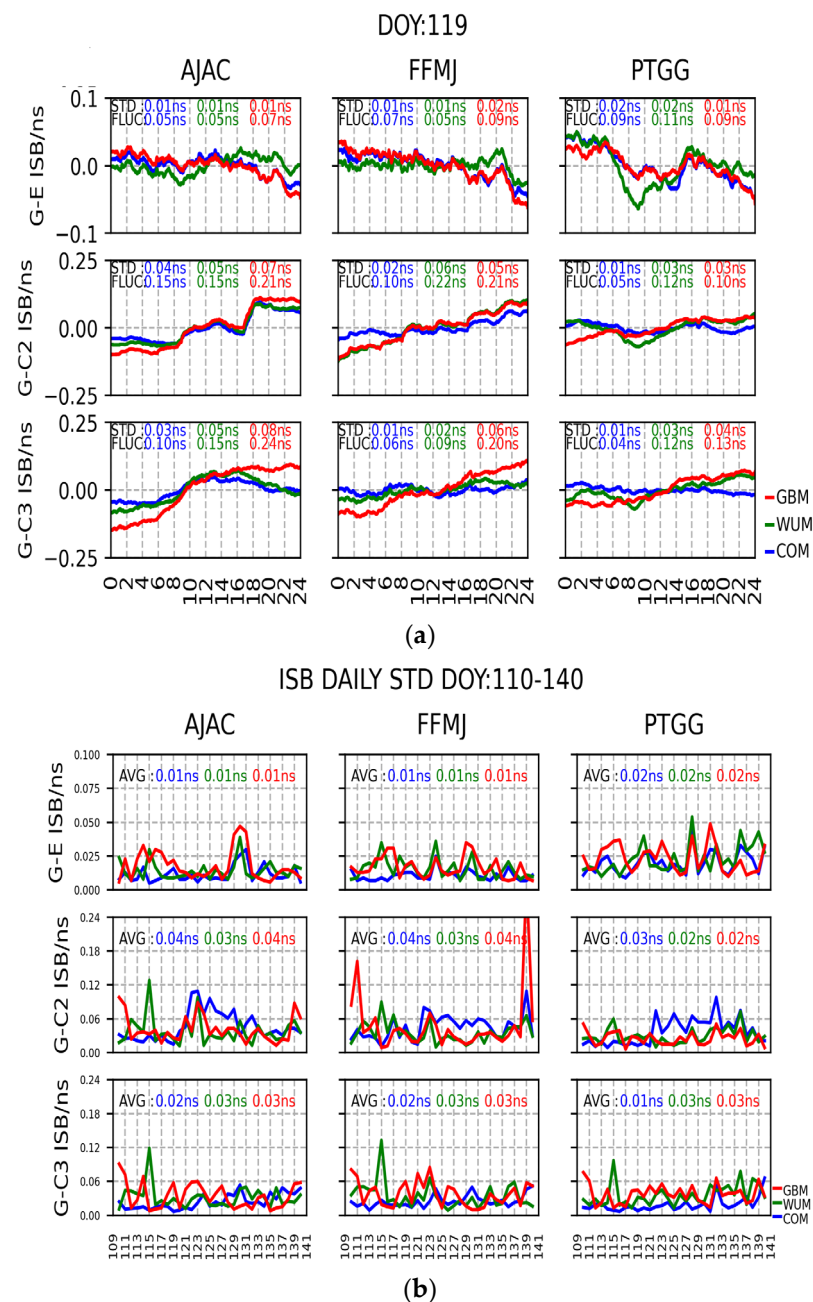 DOY:119
AJAC FFMJ PTGG
G-E ISB/ns
0.1
0.0
−0.1
STD :0.01ns 0.01ns 0.01ns
FLUC:0.05ns 0.05ns 0.07ns
STD :0.01ns 0.01ns 0.02ns
FLUC:0.07ns 0.05ns 0.09ns
STD :0.02ns 0.02ns 0.01ns
FLUC:0.09ns 0.11ns 0.09ns
G-C2 ISB/ns
0.25
0.00
−0.25
STD :0.04ns 0.05ns 0.07ns
FLUC:0.15ns 0.15ns 0.21ns
STD :0.02ns 0.06ns 0.05ns
FLUC:0.10ns 0.22ns 0.21ns
STD :0.01ns 0.03ns 0.03ns
FLUC:0.05ns 0.12ns 0.10ns
G-C3 ISB/ns
0.25
0.00
−0.25
STD :0.03ns 0.05ns 0.08ns
FLUC:0.10ns 0.15ns 0.24ns
STD :0.01ns 0.02ns 0.06ns
FLUC:0.06ns 0.09ns 0.20ns
STD :0.01ns 0.03ns 0.04ns
FLUC:0.04ns 0.12ns 0.13ns
GBM
WUM
COM
0 2 4 6 8 10 12 14 16 18 20 22 24
0 2 4 6 8 10 12 14 16 18 20 22 24
0 2 4 6 8 10 12 14 16 18 20 22 24
(a)
ISB DAILY STD DOY:110-140
AJAC FFMJ PTGG
G-E ISB/ns
0.100
0.075
0.050
0.025
0.000
AVG :0.01ns 0.01ns 0.01ns
AVG :0.01ns 0.01ns 0.01ns
AVG :0.02ns 0.02ns 0.02ns
G-C2 ISB/ns
0.24
0.18
0.12
0.06
0.00
AVG :0.04ns 0.03ns 0.04ns
AVG :0.04ns 0.03ns 0.04ns
AVG :0.03ns 0.02ns 0.02ns
G-C3 ISB/ns
0.24
0.18
0.12
0.06
0.00
AVG :0.02ns 0.03ns 0.03ns
AVG :0.02ns 0.03ns 0.03ns
AVG :0.01ns 0.03ns 0.03ns
GBM
WUM
COM
109 111 113 115 117 119 121 123 125 127 129 131 133 135 137 139 141
109 111 113 115 117 119 121 123 125 127 129 131 133 135 137 139 141
109 111 113 115 117 119 121 123 125 127 129 131 133 135 137 139 141
(b)